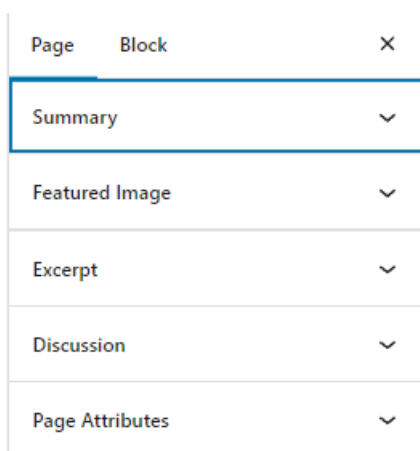 Page Block
Summary
Featured Image
Excerpt
Discussion
Page Attributes